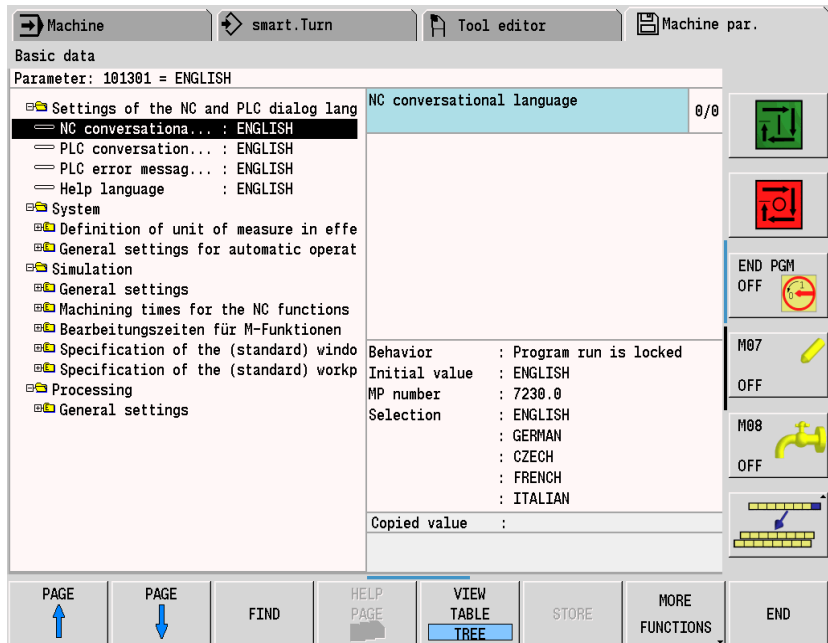 Machine
smart.Turn
Tool editor
Machine par.
Basic data
Parameter: 101301 = ENGLISH
Settings of the NC and PLC dialog lang
NC conversationa... : ENGLISH
PLC conversation... : ENGLISH
PLC error messag... : ENGLISH
Help language : ENGLISH
System
Definition of unit of measure in effe
General settings for automatic operat
Simulation
General settings
Machining times for the NC functions
Bearbeitungszeiten für M-Funktionen
Specification of the (standard) windo
Specification of the (standard) workp
Processing
General settings
NC conversational language
0/0
Behavior : Program run is locked
Initial value : ENGLISH
MP number : 7230.0
Selection : ENGLISH
: GERMAN
: CZECH
: FRENCH
: ITALIAN
Copied value :
END PGM
OFF
0 1
M07
OFF
M08
OFF
PAGE
PAGE
FIND
HELP
PAGE
VIEW
TABLE
TREE
STORE
MORE
FUNCTIONS
END